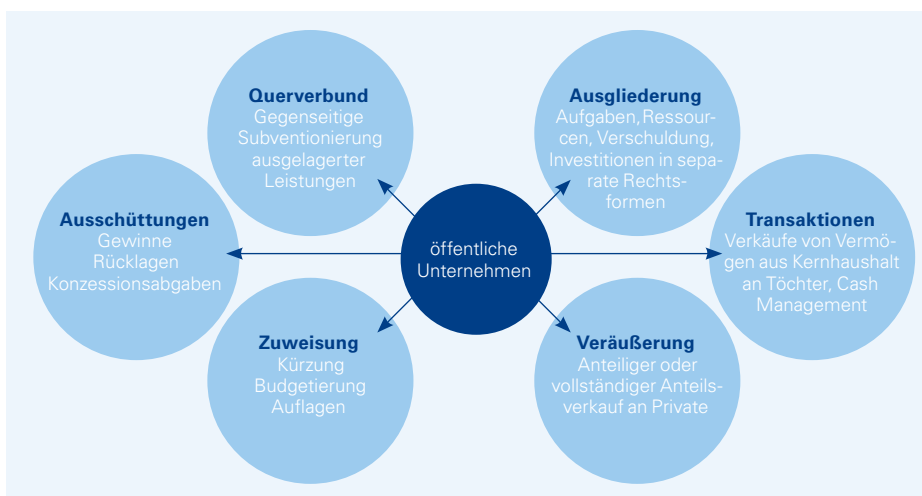 Querverbund
Gegenseitige
Subventionierung
ausgelagerter
Leistungen
Ausgliederung
Aufgaben, Ressour-
cen, Verschuldung,
Investitionen in sepa-
rate Rechts-
formen
Ausschüttungen
Gewinne
Rücklagen
Konzessionsabgaben
öffentliche
Unternehmen
Transaktionen
Verkäufe von Vermö-
gen aus Kernhaushalt
an Töchter, Cash
Management
Zuweisung
Kürzung
Budgetierung
Auflagen
Veräußerung
Anteiliger oder
vollständiger Anteils-
verkauf an Private